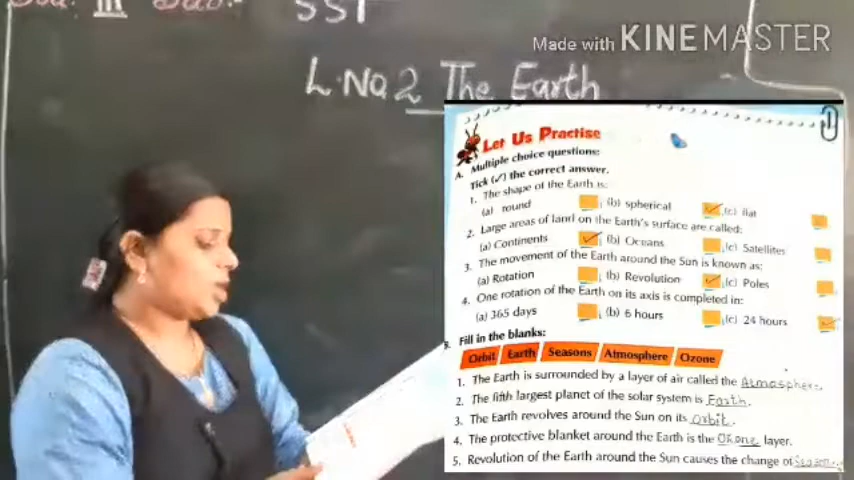 III
SST
Made with KINEMASTER
L.No.2 The Earth
Let Us Practise
A. Multiple choice questions:
Tick (✓) the correct answer.
1. The shape of the Earth is:
(a) round (b) spherical ✓ (c) flat
2. Large areas of land on the Earth's surface are called:
(a) Continents ✓ (b) Oceans (c) Satellites
3. The movement of the Earth around the Sun is known as:
(a) Rotation (b) Revolution ✓ (c) Poles
4. One rotation of the Earth on its axis is completed in:
(a) 365 days (b) 6 hours (c) 24 hours ✓
B. Fill in the blanks:
Orbit Earth Seasons Atmosphere Ozone
1. The Earth is surrounded by a layer of air called the Atmosphere.
2. The fifth largest planet of the solar system is Earth.
3. The Earth revolves around the Sun on its orbit.
4. The protective blanket around the Earth is the Ozone layer.
5. Revolution of the Earth around the Sun causes the change of